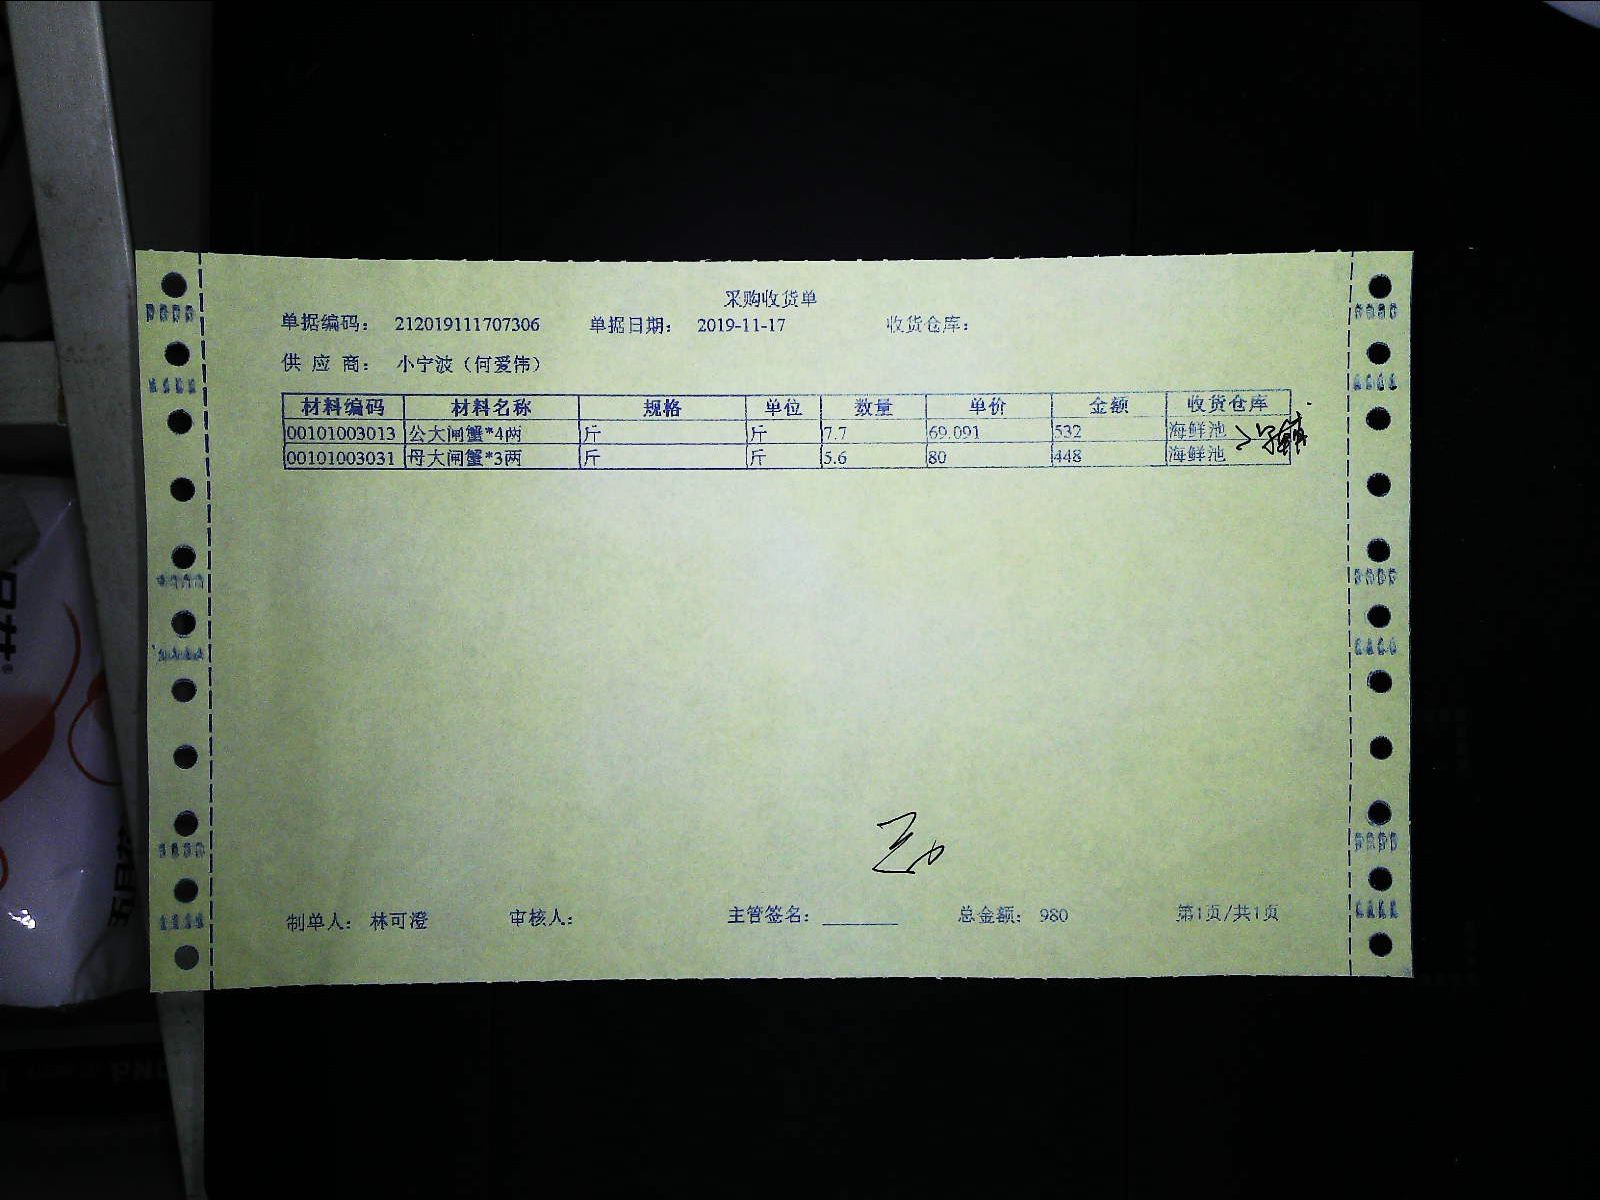 采购收货单
单据编码： 212019111707306 单据日期： 2019-11-17 收货仓库：
供 应 商： 小宁波（何爱伟）
材料编码 材料名称 规格 单位 数量 单价 金额 收货仓库
00101003013 公大闸蟹*4两 斤 斤 7.7 69.091 532 海鲜池
00101003031 母大闸蟹*3两 斤 斤 5.6 80 448 海鲜池
制单人： 林可澄 审核人： 主管签名： ________ 总金额： 980 第1页/共1页